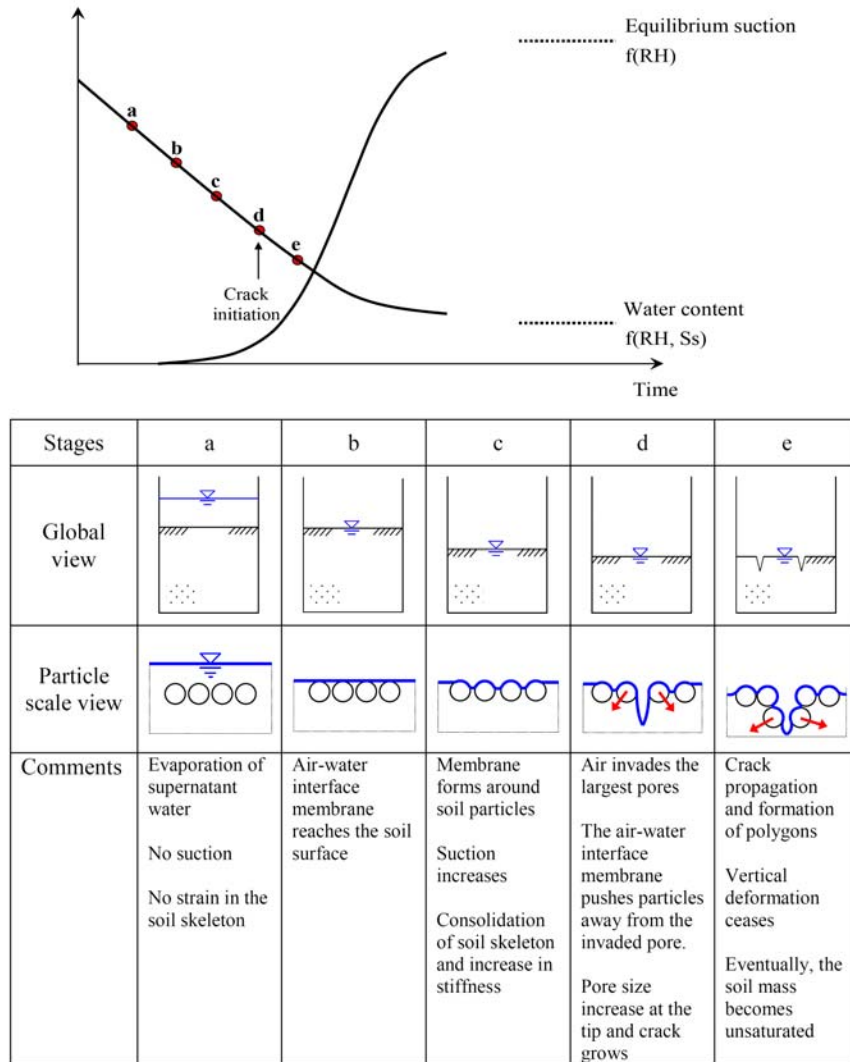 Equilibrium suction
f(RH)
a
b
c
d
e
Crack
initiation
Water content
f(RH, Ss)
Time
Stages
a
b
c
d
e
Global
view
Particle
scale view
Comments
Evaporation of
supernatant
water
No suction
No strain in the
soil skeleton
Air-water
interface
membrane
reaches the soil
surface
Membrane
forms around
soil particles
Suction
increases
Consolidation
of soil skeleton
and increase in
stiffness
Air invades the
largest pores
The air-water
interface
membrane
pushes particles
away from the
invaded pore.
Pore size
increase at the
tip and crack
grows
Crack
propagation
and formation
of polygons
Vertical
deformation
ceases
Eventually, the
soil mass
becomes
unsaturated